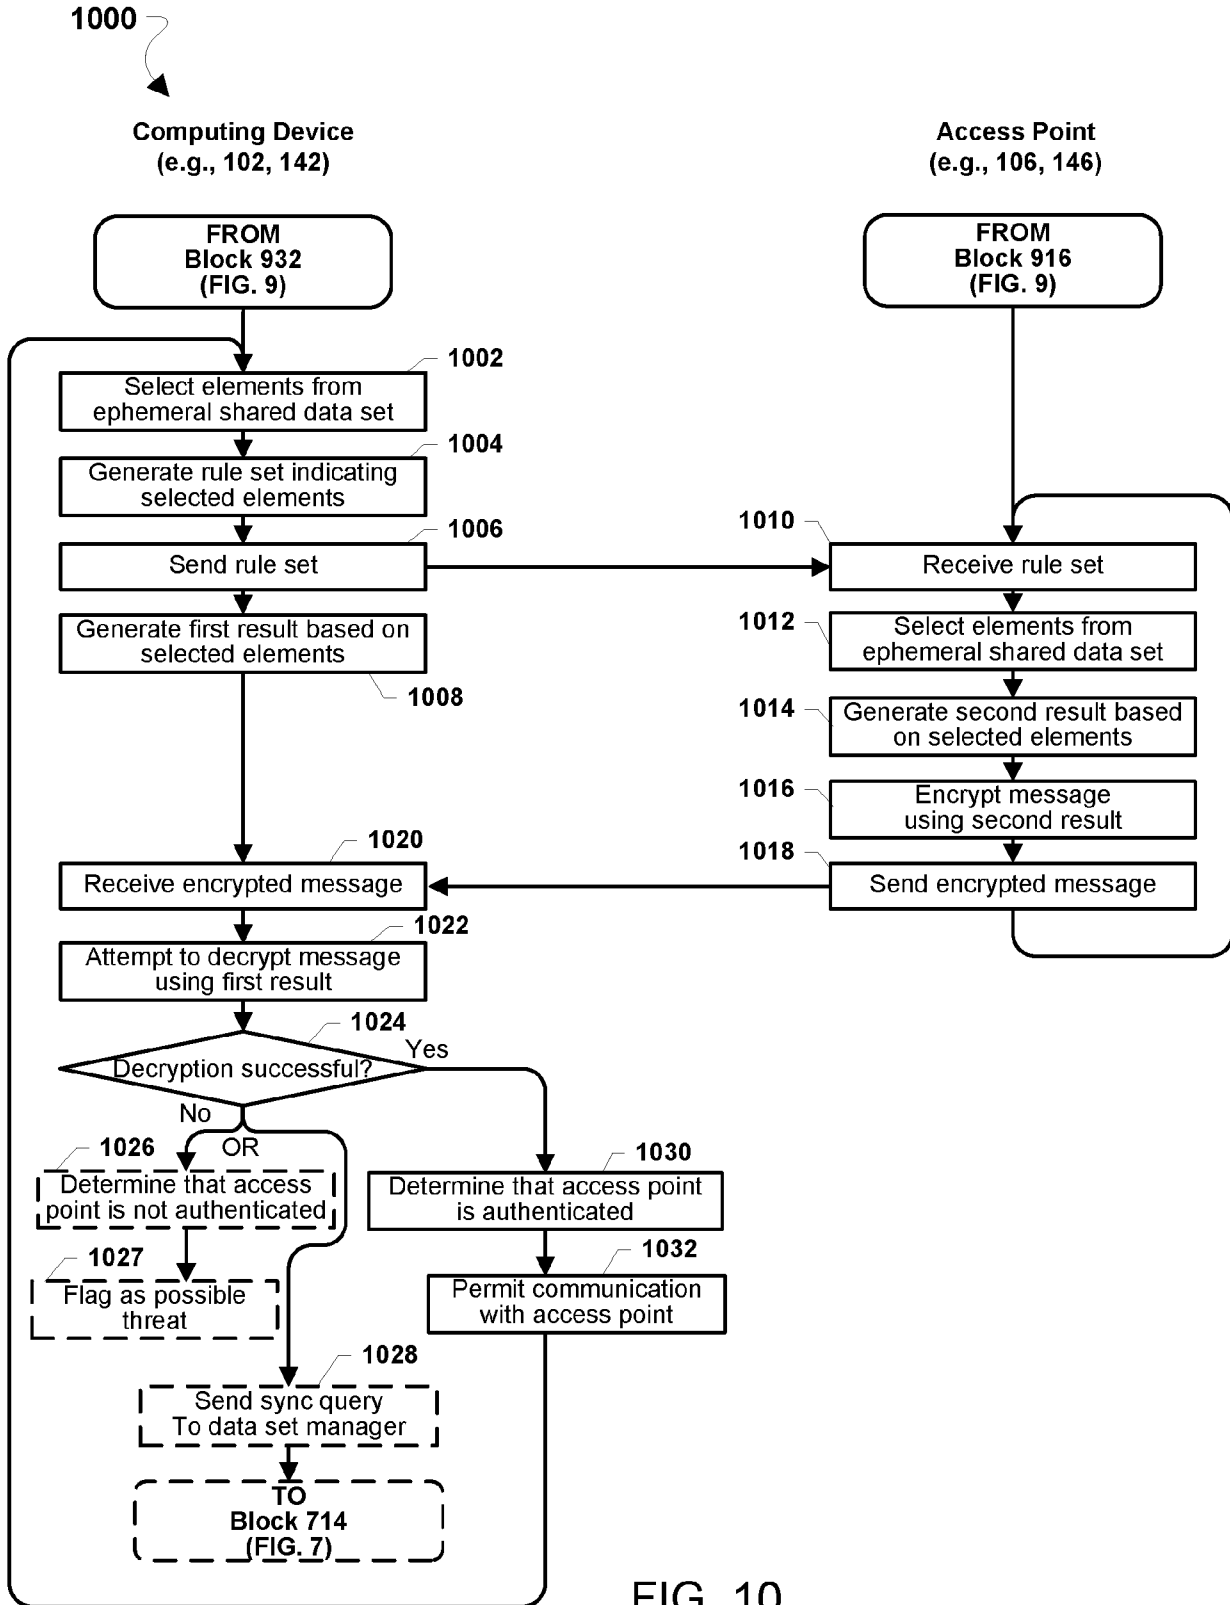 1000
Computing Device
(e.g., 102, 142)
Access Point
(e.g., 106, 146)
FROM
Block 932
(FIG. 9)
FROM
Block 916
(FIG. 9)
1002
Select elements from
ephemeral shared data set
1004
Generate rule set indicating
selected elements
1006
Send rule set
1010
Receive rule set
Generate first result based on
selected elements
1008
1012
Select elements from
ephemeral shared data set
1014
Generate second result based
on selected elements
1016
Encrypt message
using second result
1018
Send encrypted message
1020
Receive encrypted message
1022
Attempt to decrypt message
using first result
1024
Decryption successful?
Yes
No
OR
1026
Determine that access
point is not authenticated
1027
Flag as possible
threat
1030
Determine that access point
is authenticated
1032
Permit communication
with access point
1028
Send sync query
To data set manager
TO
Block 714
(FIG. 7)
FIG. 10